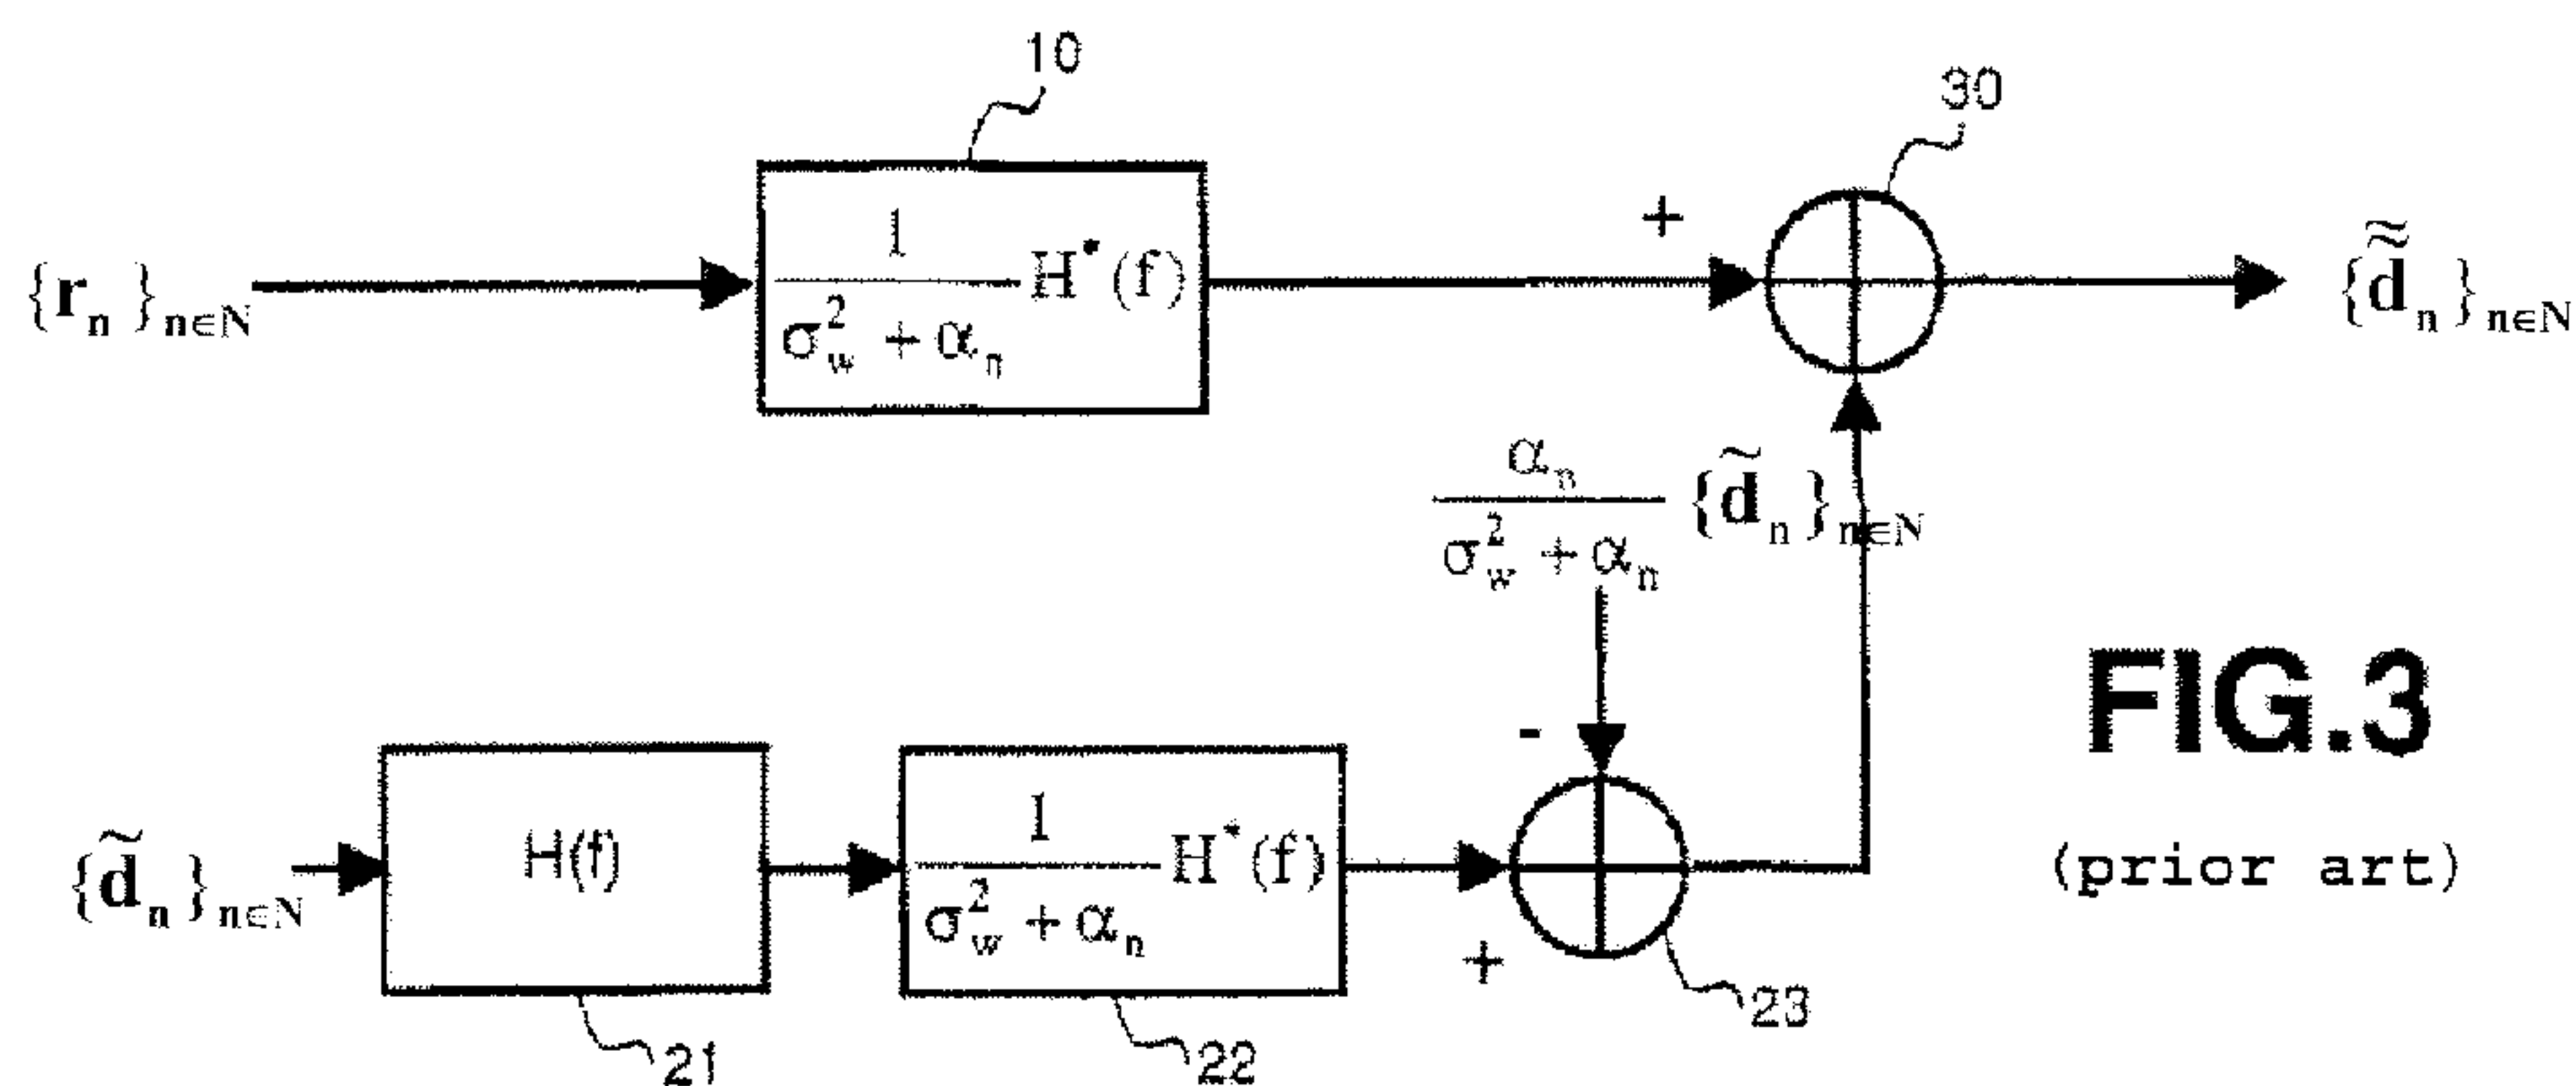 10
30
1 / σ_w^2 + α_n H*(f)
+
{r_n}_{n∈N}
{d̃̃_n}_{n∈N}
α_n / σ_w^2 + α_n {d̃_n}_{n∈N}
-
FIG.3
(prior art)
{d̃_n}_{n∈N}
H(f)
1 / σ_w^2 + α_n H*(f)
+
21
22
23